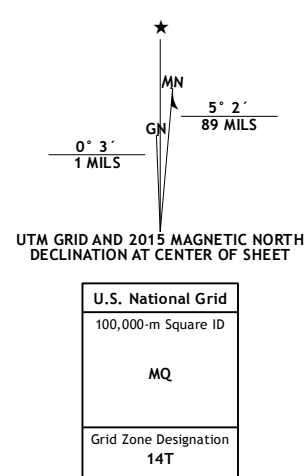 ★
MN
5° 2´
89 MILS
GN
0° 3´
1 MILS
UTM GRID AND 2015 MAGNETIC NORTH
DECLINATION AT CENTER OF SHEET
U.S. National Grid
100,000-m Square ID
MQ
Grid Zone Designation
14T